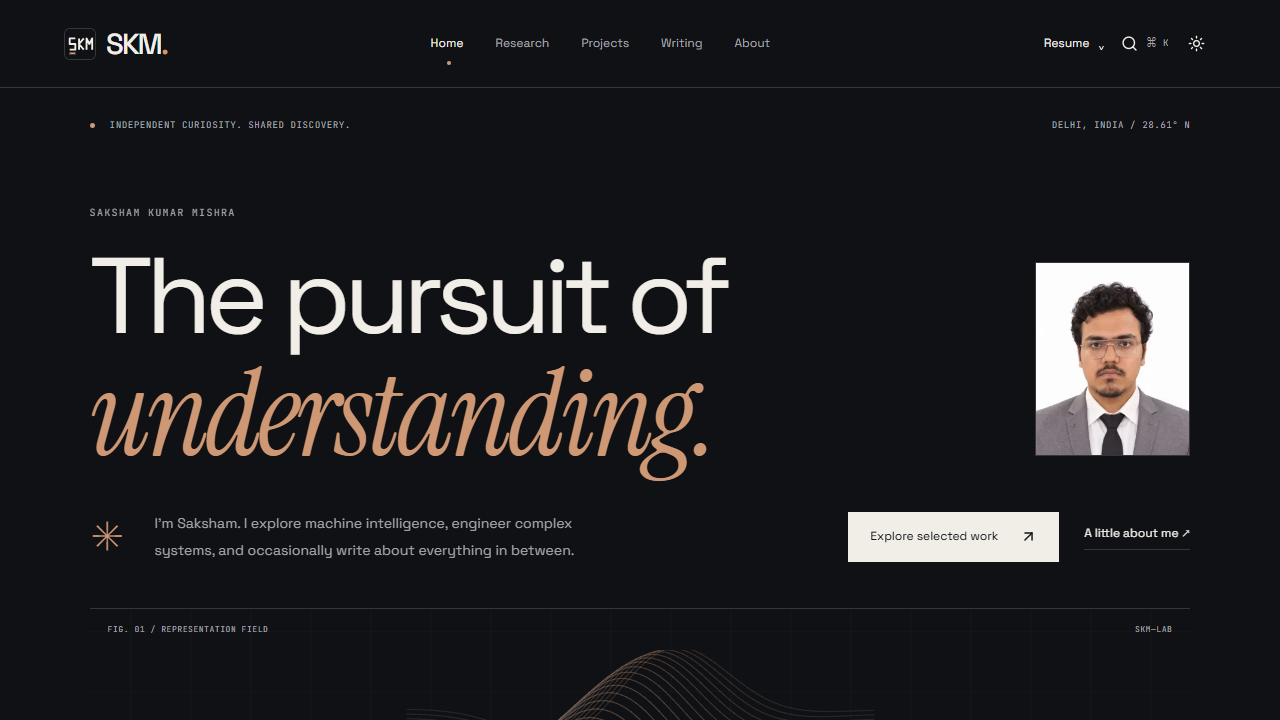 SKM SKM.
Home Research Projects Writing About
Resume ⌘ K
INDEPENDENT CURIOSITY. SHARED DISCOVERY.
DELHI, INDIA / 28.61° N
SAKSHAM KUMAR MISHRA
The pursuit of
understanding.
I'm Saksham. I explore machine intelligence, engineer complex
systems, and occasionally write about everything in between.
Explore selected work
A little about me ↗
FIG. 01 / REPRESENTATION FIELD
SKM—LAB